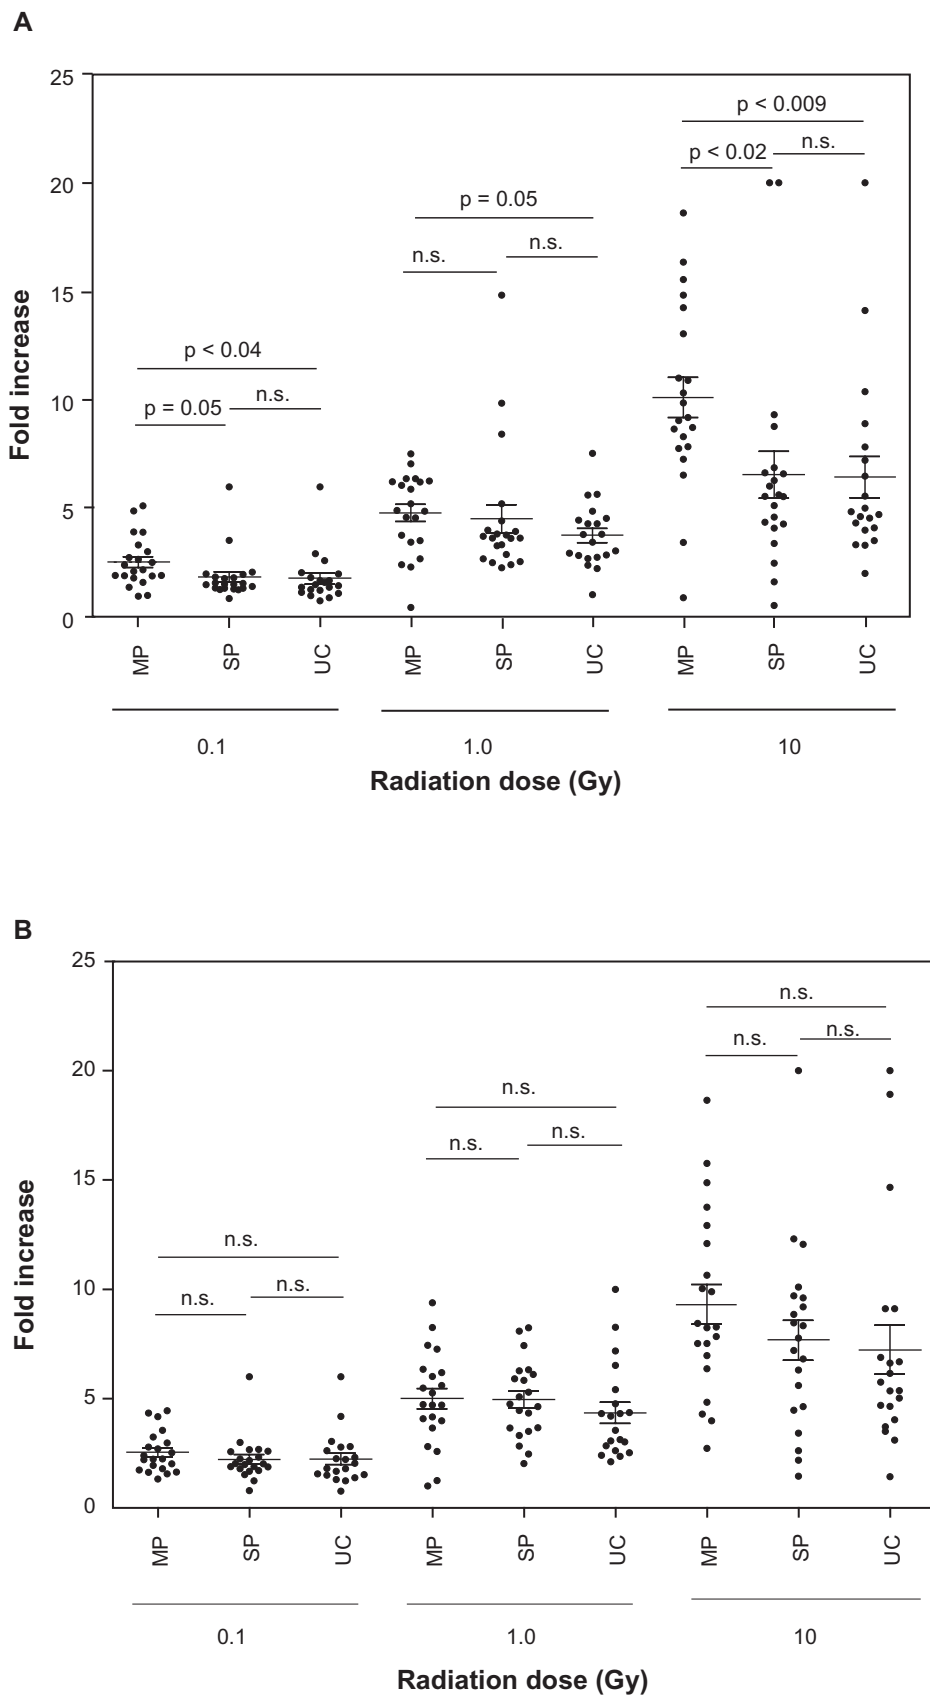 A
25
20
15
10
5
0
Fold increase
p < 0.009
p < 0.02
n.s.
p = 0.05
n.s.
n.s.
p < 0.04
p = 0.05
n.s.
MP
SP
UC
MP
SP
UC
MP
SP
UC
0.1
1.0
10
Radiation dose (Gy)
B
25
20
15
10
5
0
Fold increase
n.s.
n.s.
n.s.
n.s.
n.s.
n.s.
n.s.
n.s.
n.s.
MP
SP
UC
MP
SP
UC
MP
SP
UC
0.1
1.0
10
Radiation dose (Gy)